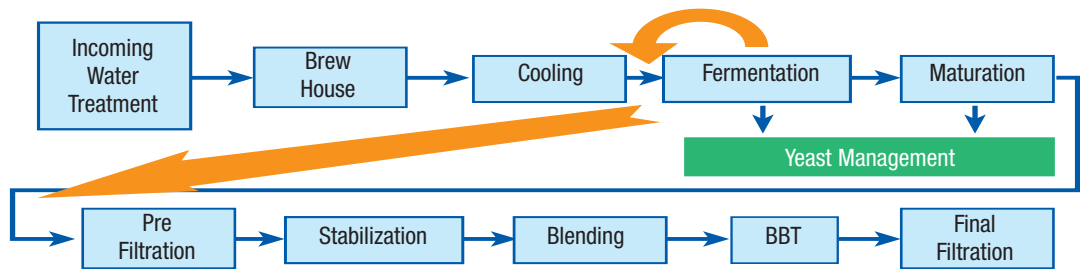 Incoming
Water
Treatment
Brew
House
Cooling
Fermentation
Maturation
Yeast Management
Pre
Filtration
Stabilization
Blending
BBT
Final
Filtration